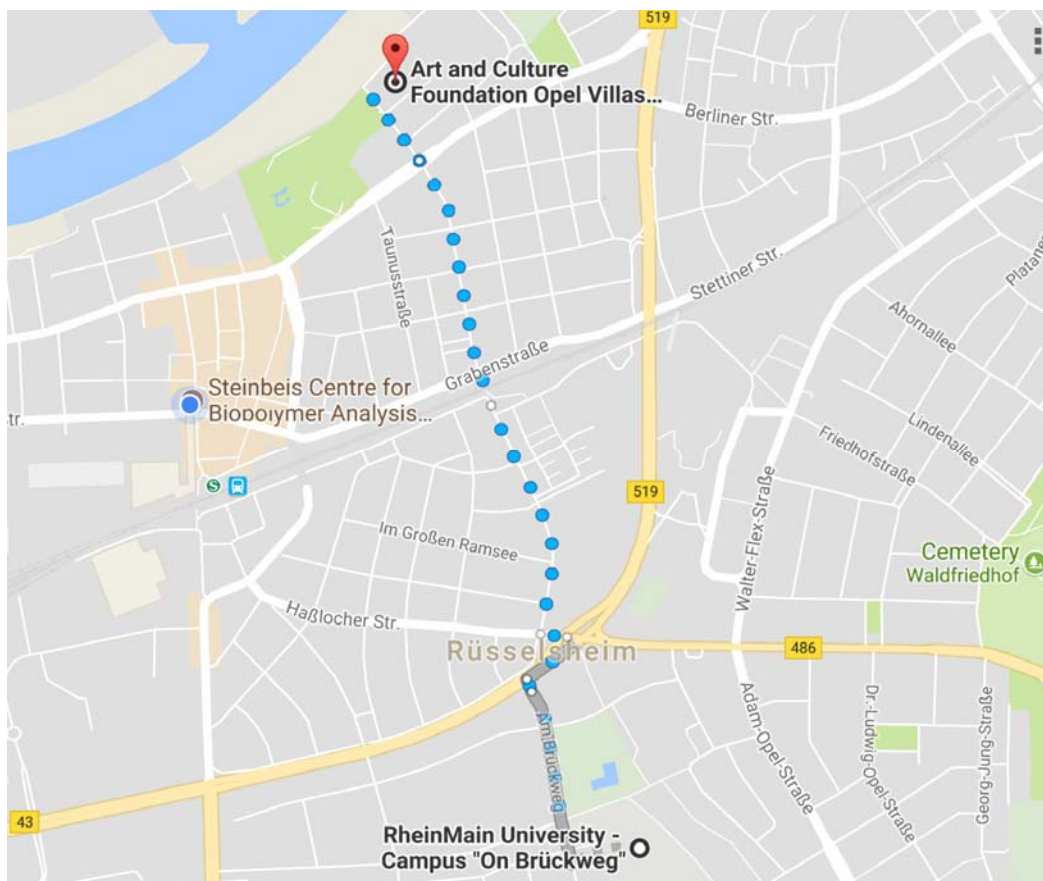 519
Art and Culture
Foundation Opel Villas...
Berliner Str.
Taunusstraße
Stettiner Str.
Platane
Grabenstraße
Ahornallee
Steinbeis Centre for
Biopolymer Analysis...
tr.
Lindenallee
Friedhofstraße
S
519
Im Großen Ramsee
Walter-Flex-Straße
Cemetery
Waldfriedhof
Haßlocher Str.
Rüsselsheim
486
Am Brückweg
Adam-Opel-Straße
Dr.-Ludwig-Opel-Straße
Georg-Jung-Straße
43
RheinMain University -
Campus "On Brückweg"